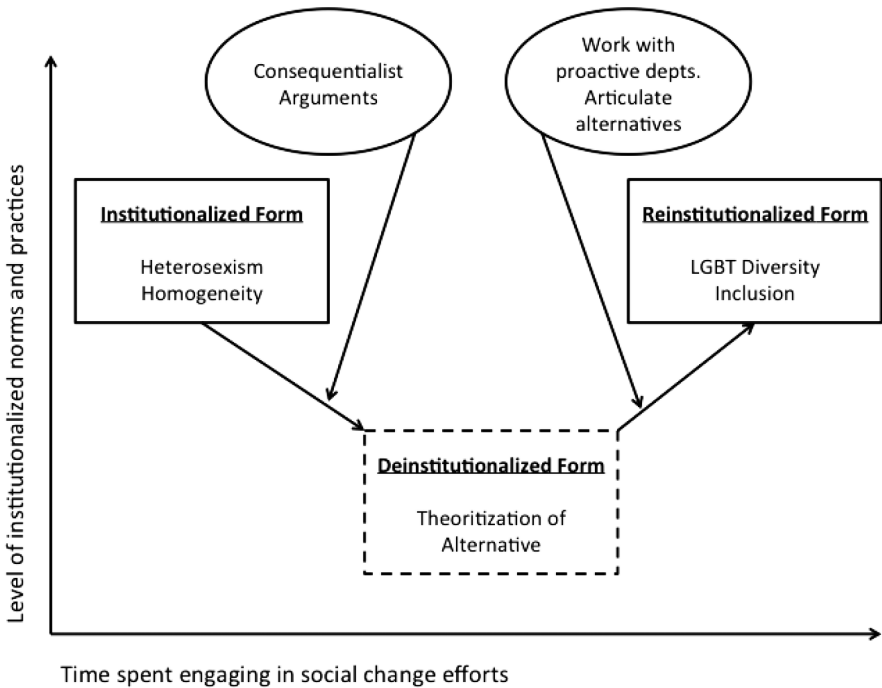 Consequentialist
Arguments
Work with
proactive depts.
Articulate
alternatives
Institutionalized Form
Heterosexism
Homogeneity
Reinstitutionalized Form
LGBT Diversity
Inclusion
Deinstitutionalized Form
Theoritization of
Alternative
Level of institutionalized norms and practices
Time spent engaging in social change efforts